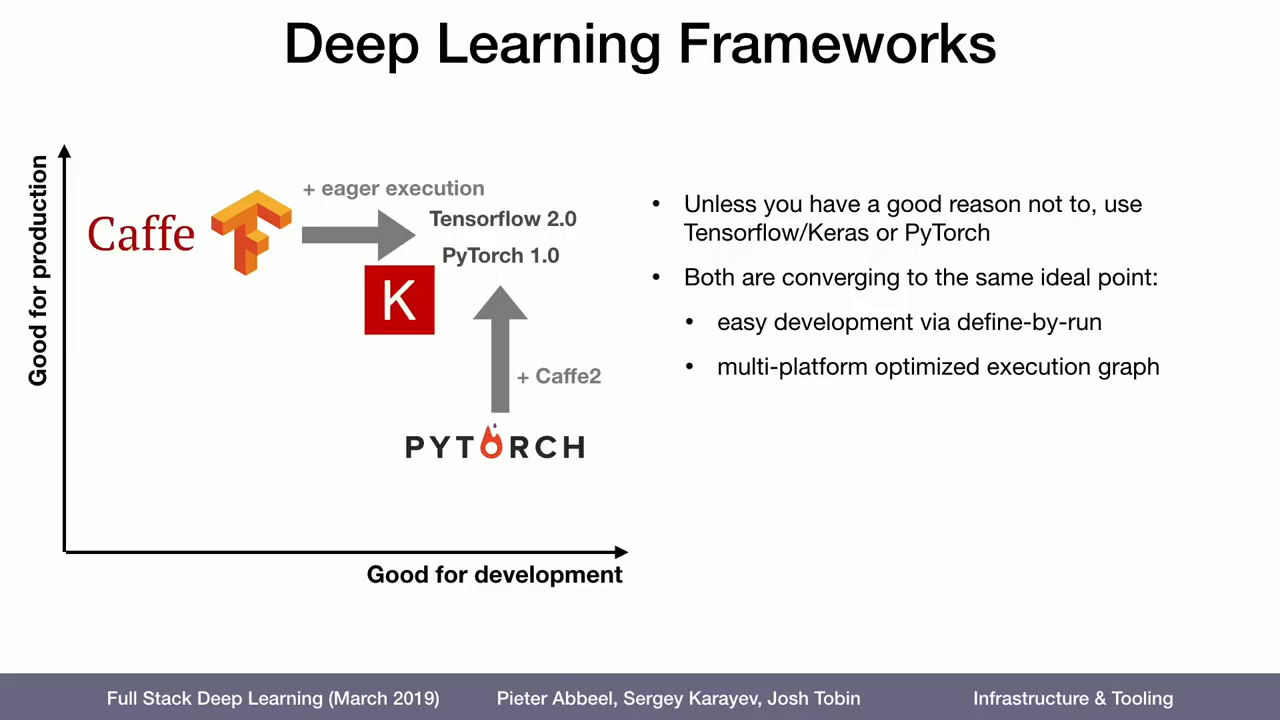 Deep Learning Frameworks
Good for production
Caffe
+ eager execution
Tensorflow 2.0
PyTorch 1.0
K
+ Caffe2
PYTORCH
Good for development
• Unless you have a good reason not to, use
Tensorflow/Keras or PyTorch
• Both are converging to the same ideal point:
• easy development via define-by-run
• multi-platform optimized execution graph
Full Stack Deep Learning (March 2019)
Pieter Abbeel, Sergey Karayev, Josh Tobin
Infrastructure & Tooling